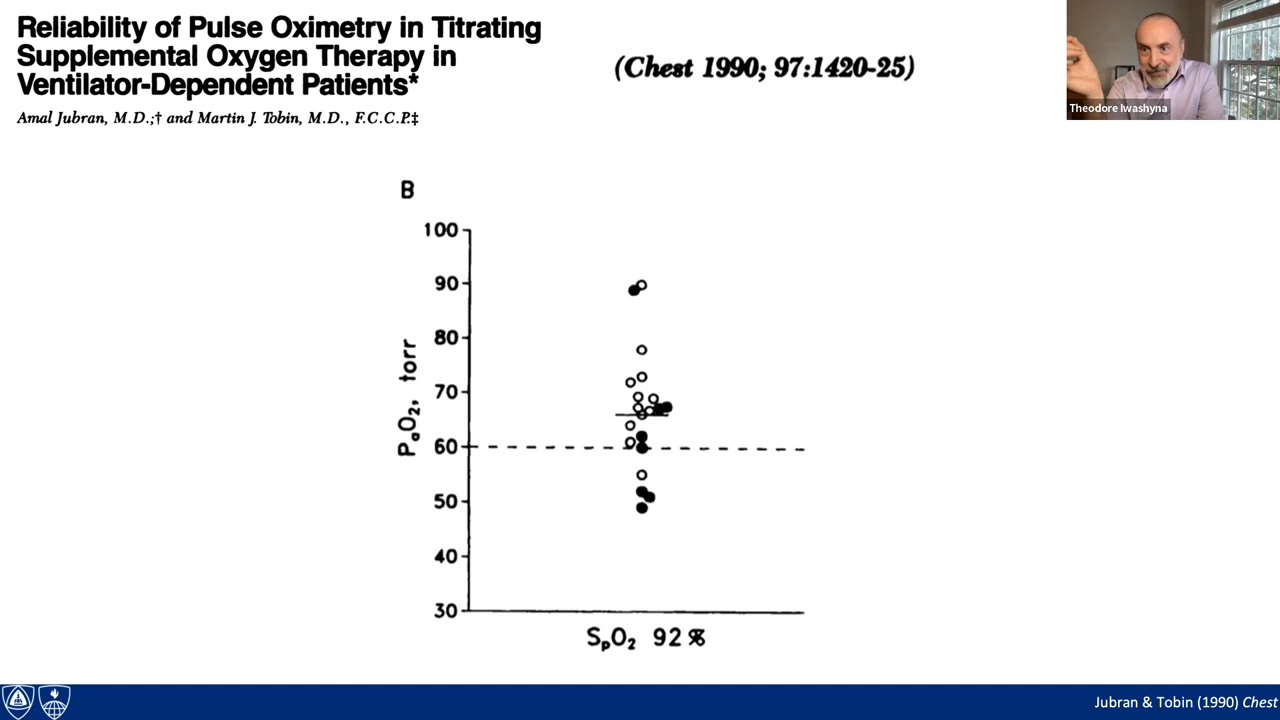 Reliability of Pulse Oximetry in Titrating
Supplemental Oxygen Therapy in
Ventilator-Dependent Patients*
Amal Jubran, M.D.;† and Martin J. Tobin, M.D., F.C.C.P.‡
(Chest 1990; 97:1420-25)
Theodore Iwashyna
B
100
90
80
70
60
50
40
30
PaO2, torr
SpO2 92%
Jubran & Tobin (1990) Chest